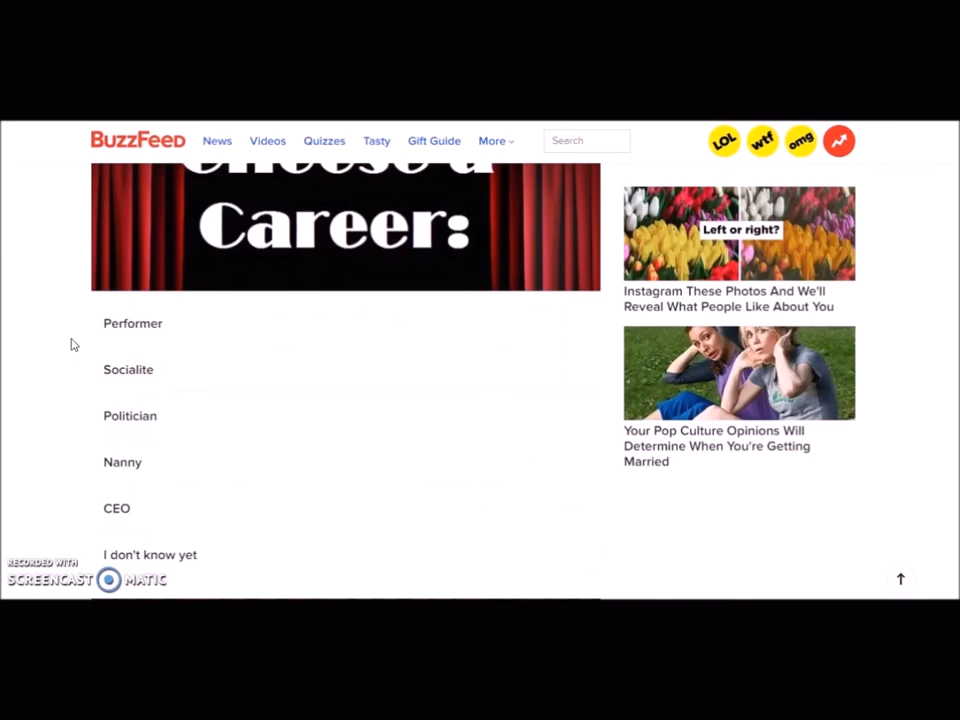 BuzzFeed
News
Videos
Quizzes
Tasty
Gift Guide
More
Search
LOL
wtf
omg
Choose a
Career:
Performer
Socialite
Politician
Nanny
CEO
I don't know yet
Left or right?
Instagram These Photos And We'll
Reveal What People Like About You
Your Pop Culture Opinions Will
Determine When You're Getting
Married
RECORDED WITH
SCREENCAST MATIC